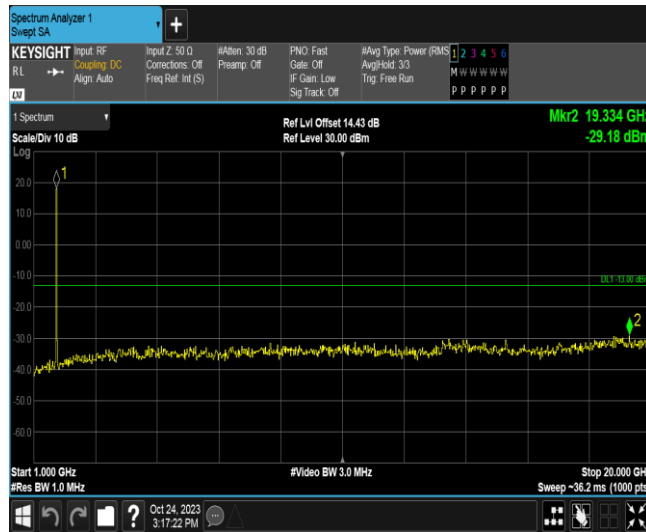 Spectrum Analyzer 1
Swept SA
+
KEYSIGHT
RL
LXI
Input: RF
Coupling: DC
Align: Auto
Input Z: 50 Ω
Corrections: Off
Freq Ref: Int (S)
#Atten: 30 dB
Preamp: Off
PNO: Fast
Gate: Off
IF Gain: Low
Sig Track: Off
#Avg Type: Power (RMS
Avg|Hold: 3/3
Trig: Free Run
1 2 3 4 5 6
M W W W W W
P P P P P P
1 Spectrum
Scale/Div 10 dB
Ref Lvl Offset 14.43 dB
Ref Level 30.00 dBm
Mkr2 19.334 GHz
-29.18 dBm
Log
1
20.0
10.0
0.00
-10.0
DL1 -13.00 dBm
-20.0
2
-30.0
-40.0
-50.0
-60.0
Start 1.000 GHz
#Res BW 1.0 MHz
#Video BW 3.0 MHz
Stop 20.000 GHz
Sweep ~36.2 ms (1000 pts)
?
Oct 24, 2023
3:17:22 PM